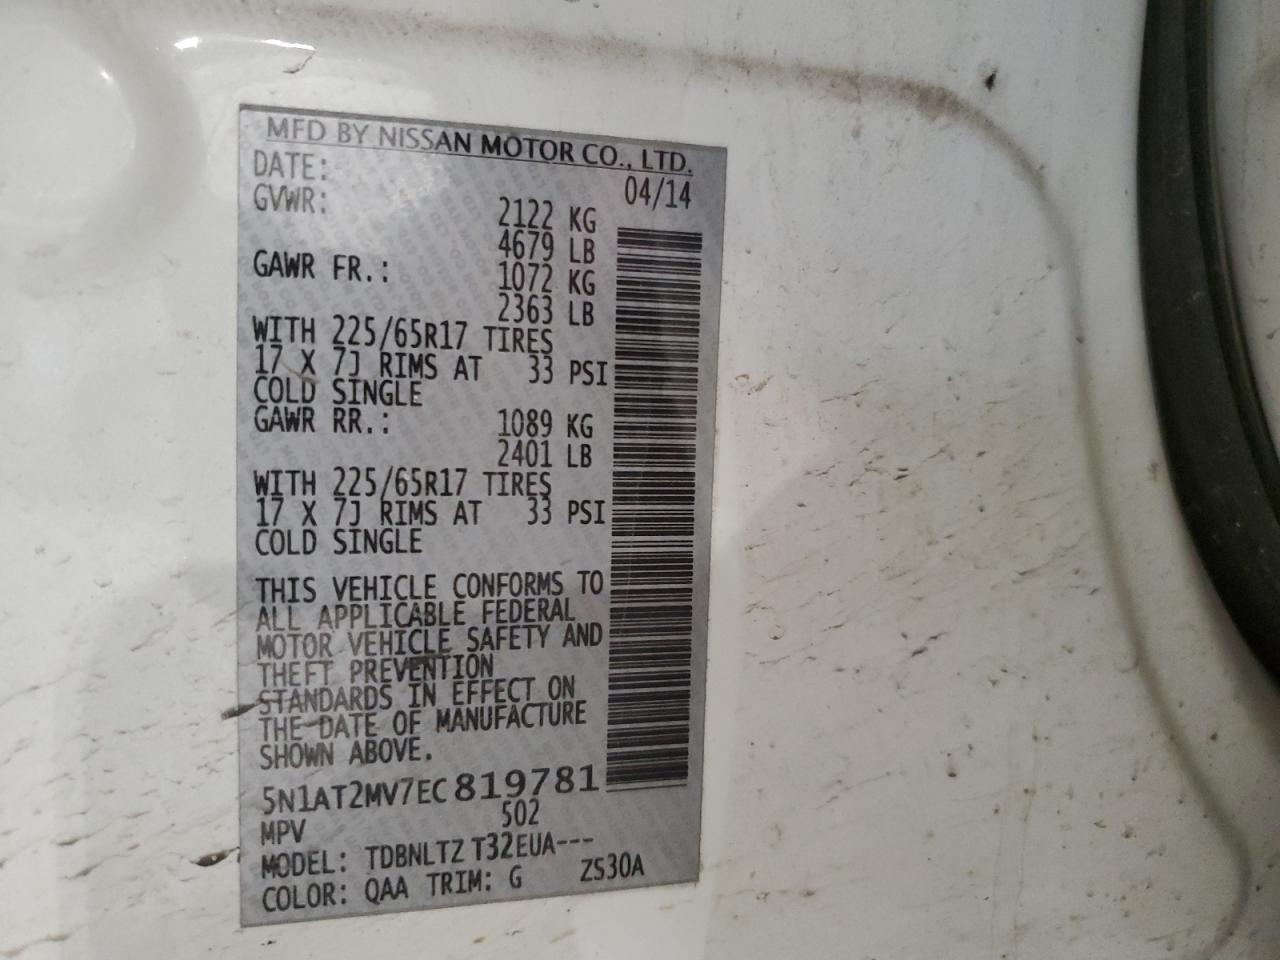 MFD BY NISSAN MOTOR CO., LTD.
DATE: 04/14
GVWR: 2122 KG
4679 LB
GAWR FR.: 1072 KG
2363 LB
WITH 225/65R17 TIRES
17 X 7J RIMS AT 33 PSI
COLD SINGLE
GAWR RR.: 1089 KG
2401 LB
WITH 225/65R17 TIRES
17 X 7J RIMS AT 33 PSI
COLD SINGLE
THIS VEHICLE CONFORMS TO
ALL APPLICABLE FEDERAL
MOTOR VEHICLE SAFETY AND
THEFT PREVENTION
STANDARDS IN EFFECT ON
THE DATE OF MANUFACTURE
SHOWN ABOVE.
5N1AT2MV7EC819781
MPV 502
MODEL: TDBNLTZ T32EUA---
COLOR: QAA TRIM: G ZS30A